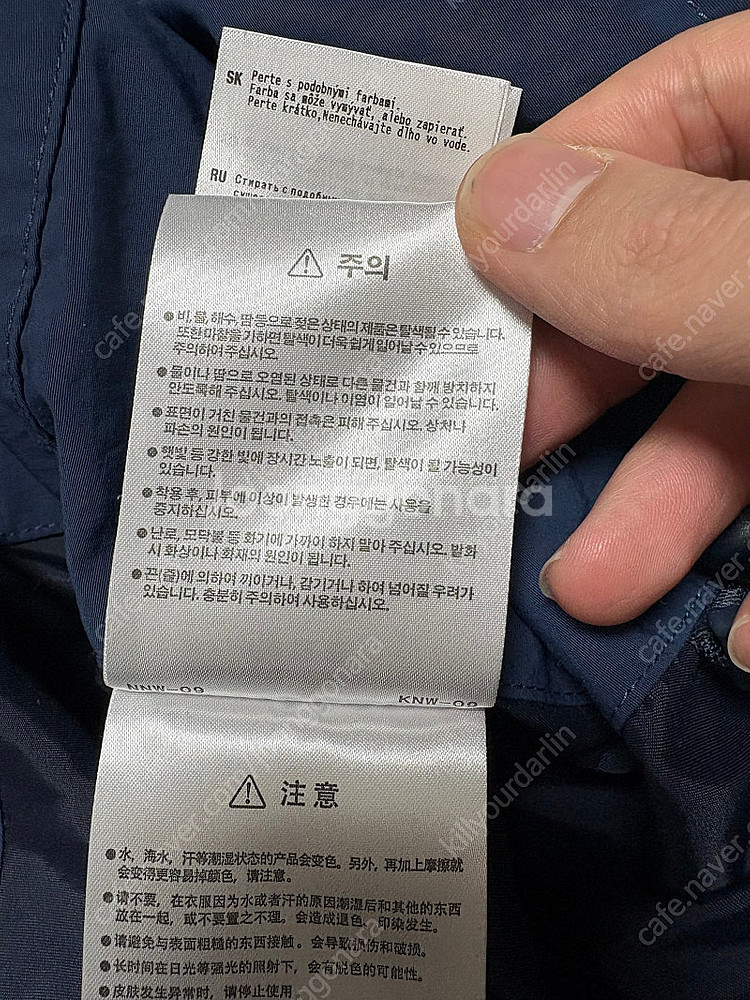 SK Perte s podobnými farbami.
Farba sa môže vymývať, alebo zapierať.
Perte krátko,Nenechávajte dlho vo vode.
RU Стирать с
⚠ 주의
● 비, 물, 해수, 땀 등으로 젖은 상태의 제품은 탈색될 수 있습니다.
또한 마찰을 가하면 탈색이 더욱 쉽게 일어날 수 있으므로
주의하여 주십시오.
● 물이나 땀으로 오염된 상태로 다른 물건과 함께 방치하지
않도록해 주십시오. 탈색이나 이염이 일어날 수 있습니다.
● 표면이 거친 물건과의 접촉은 피해 주십시오. 상처나
파손의 원인이 됩니다.
● 햇빛 등 강한 빛에 장시간 노출이 되면, 탈색이 될 가능성이
있습니다.
● 착용 후, 피부에 이상이 발생한 경우에는 사용을
중지하십시오.
● 난로, 모닥불 등 화기에 가까이 하지 말아 주십시오. 발화
시 화상이나 화재의 원인이 됩니다.
● 끈(줄)에 의하여 끼이거나, 감기거나 하여 넘어질 우려가
있습니다. 충분히 주의하여 사용하십시오.
NNW-09 KNW-09
⚠ 注意
● 水, 海水, 汗等潮湿状态的产品会变色。另外, 再加上摩擦就
会变得更容易掉颜色, 请注意。
● 请不要, 在衣服因为水或者汗的原因潮湿后和其他的东西
放在一起, 或不要置之不理。会造成退色, 印染发生。
● 请避免与表面粗糙的东西接触。会导致损伤和破损。
● 长时间在日光等强光的照射下, 会有脱色的可能性。
● 皮肤发生异常时, 请停止使用
killyourdarlin
cafe.naver.com
joonggonara